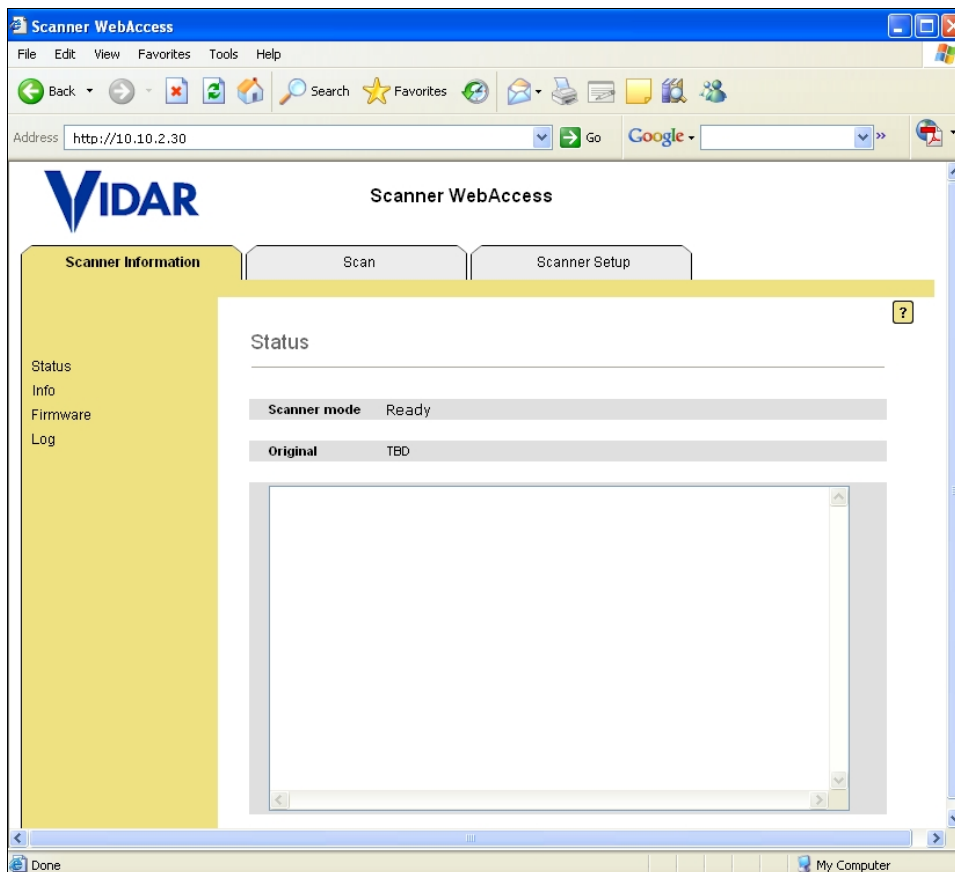 Scanner WebAccess
File Edit View Favorites Tools Help
Back Search Favorites
Address http://10.10.2.30 Go Google »
VIDAR Scanner WebAccess
Scanner Information Scan Scanner Setup
?
Status
Status
Info
Firmware
Log
Scanner mode Ready
Original TBD
Done My Computer